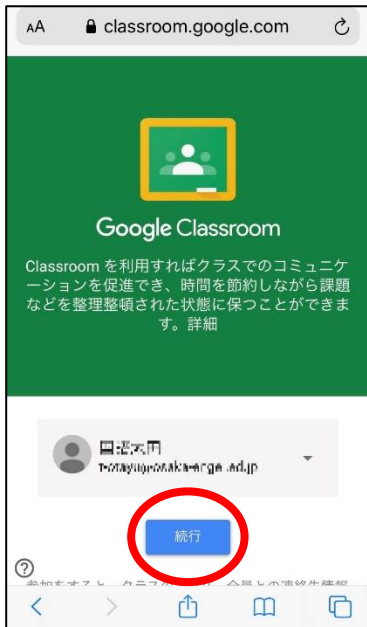 AA classroom.google.com
Google Classroom
Classroom を利用すればクラスでのコミュニケ
ーションを促進でき、時間を節約しながら課題
などを整理整頓された状態に保つことができま
す。詳細
続行